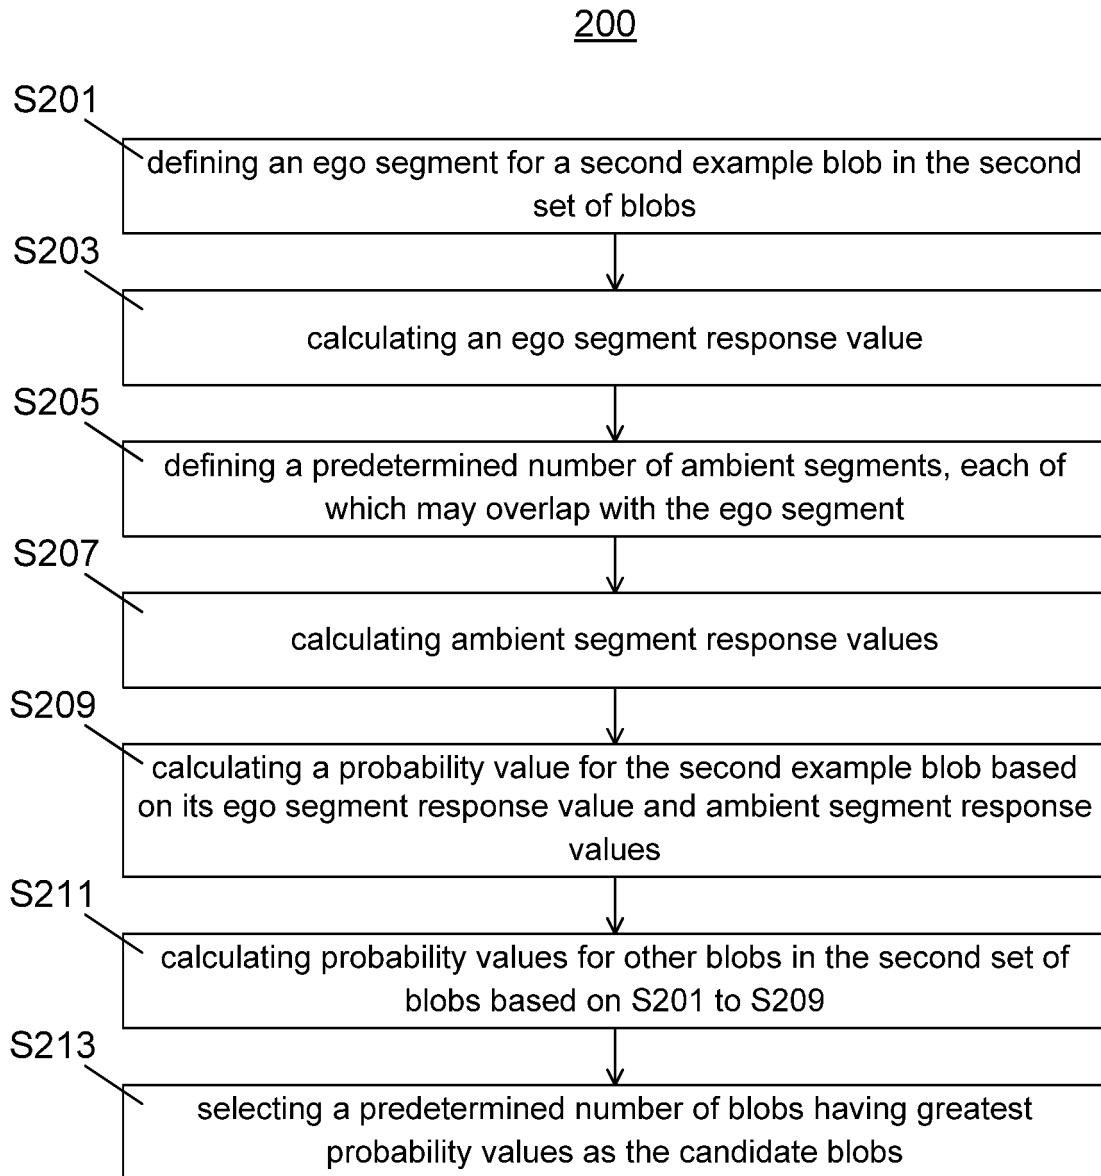 200
S201
defining an ego segment for a second example blob in the second
set of blobs
S203
calculating an ego segment response value
S205
defining a predetermined number of ambient segments, each of
which may overlap with the ego segment
S207
calculating ambient segment response values
S209
calculating a probability value for the second example blob based
on its ego segment response value and ambient segment response
values
S211
calculating probability values for other blobs in the second set of
blobs based on S201 to S209
S213
selecting a predetermined number of blobs having greatest
probability values as the candidate blobs